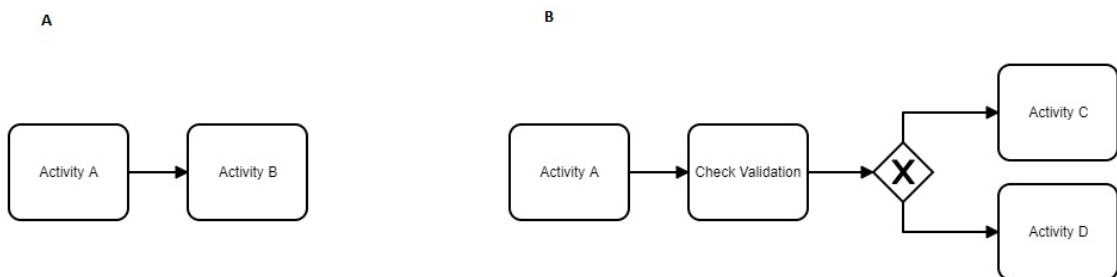 A
B
Activity A
Activity B
Activity A
Check Validation
X
Activity C
Activity D